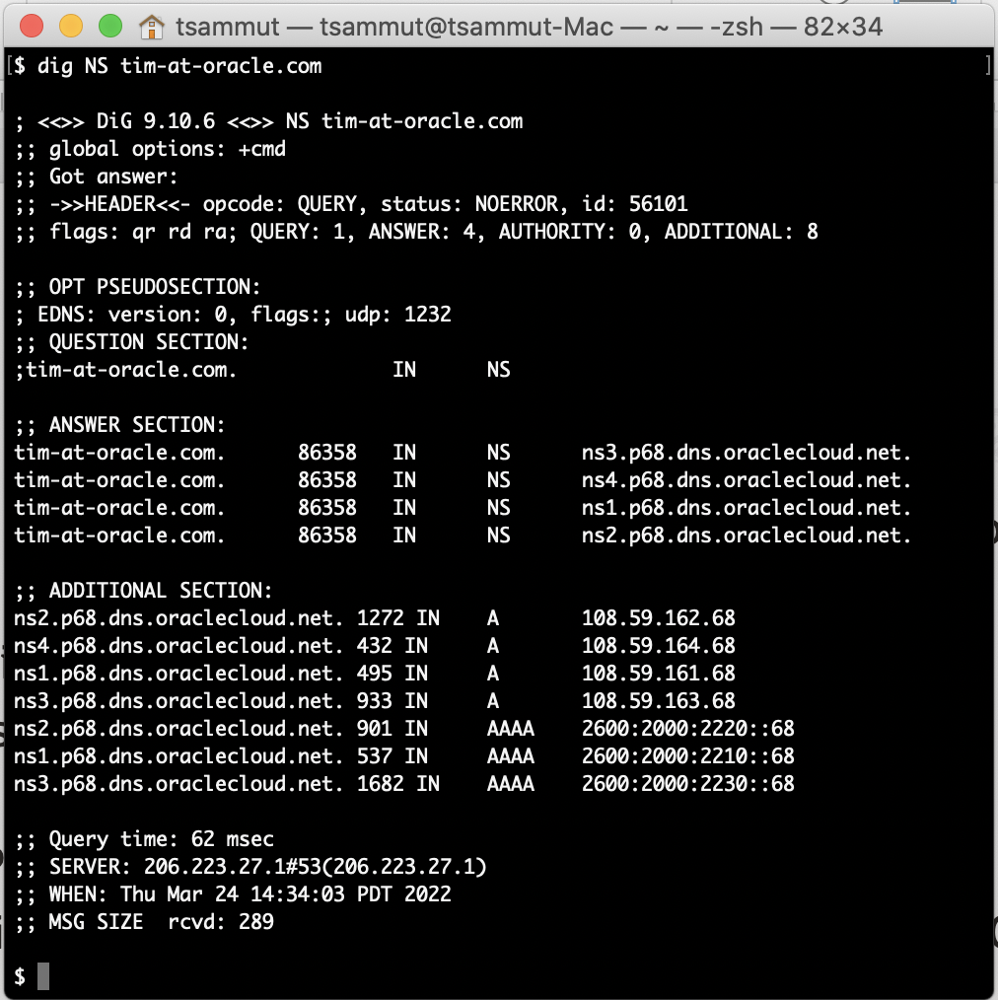 tsammut — tsammut@tsammut-Mac — ~ — -zsh — 82×34
[$ dig NS tim-at-oracle.com ]
; <<>> DiG 9.10.6 <<>> NS tim-at-oracle.com
;; global options: +cmd
;; Got answer:
;; ->>HEADER<<- opcode: QUERY, status: NOERROR, id: 56101
;; flags: qr rd ra; QUERY: 1, ANSWER: 4, AUTHORITY: 0, ADDITIONAL: 8
;; OPT PSEUDOSECTION:
; EDNS: version: 0, flags:; udp: 1232
;; QUESTION SECTION:
;tim-at-oracle.com. IN NS
;; ANSWER SECTION:
tim-at-oracle.com. 86358 IN NS ns3.p68.dns.oraclecloud.net.
tim-at-oracle.com. 86358 IN NS ns4.p68.dns.oraclecloud.net.
tim-at-oracle.com. 86358 IN NS ns1.p68.dns.oraclecloud.net.
tim-at-oracle.com. 86358 IN NS ns2.p68.dns.oraclecloud.net.
;; ADDITIONAL SECTION:
ns2.p68.dns.oraclecloud.net. 1272 IN A 108.59.162.68
ns4.p68.dns.oraclecloud.net. 432 IN A 108.59.164.68
ns1.p68.dns.oraclecloud.net. 495 IN A 108.59.161.68
ns3.p68.dns.oraclecloud.net. 933 IN A 108.59.163.68
ns2.p68.dns.oraclecloud.net. 901 IN AAAA 2600:2000:2220::68
ns1.p68.dns.oraclecloud.net. 537 IN AAAA 2600:2000:2210::68
ns3.p68.dns.oraclecloud.net. 1682 IN AAAA 2600:2000:2230::68
;; Query time: 62 msec
;; SERVER: 206.223.27.1#53(206.223.27.1)
;; WHEN: Thu Mar 24 14:34:03 PDT 2022
;; MSG SIZE rcvd: 289
$